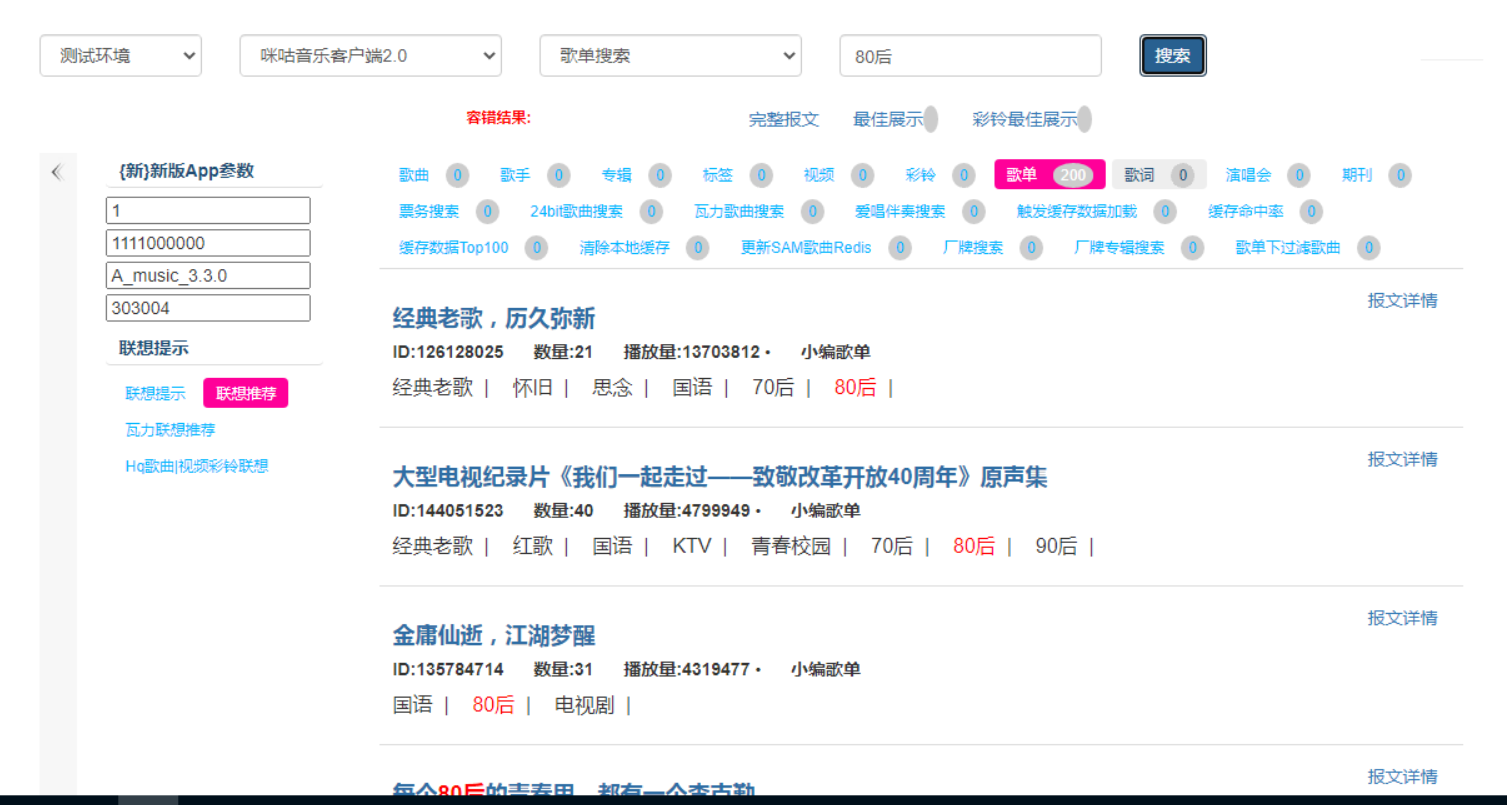 测试环境 咪咕音乐客户端2.0 歌单搜索 80后 搜索
容错结果: 完整报文 最佳展示 彩铃最佳展示
{新}新版App参数
1
1111000000
A_music_3.3.0
303004
联想提示
联想提示 联想推荐
瓦力联想推荐
Hq歌曲|视频彩铃联想
歌曲 0 歌手 0 专辑 0 标签 0 视频 0 彩铃 0 歌单 200 歌词 0 演唱会 0 期刊 0
票务搜索 0 24bit歌曲搜索 0 瓦力歌曲搜索 0 爱唱伴奏搜索 0 触发缓存数据加载 0 缓存命中率 0
缓存数据Top100 0 清除本地缓存 0 更新SAM歌曲Redis 0 厂牌搜索 0 厂牌专辑搜索 0 歌单下过滤歌曲 0
报文详情
经典老歌，历久弥新
ID:126128025 数量:21 播放量:13703812 · 小编歌单
经典老歌 | 怀旧 | 思念 | 国语 | 70后 | 80后 |
报文详情
大型电视纪录片《我们一起走过——致敬改革开放40周年》原声集
ID:144051523 数量:40 播放量:4799949 · 小编歌单
经典老歌 | 红歌 | 国语 | KTV | 青春校园 | 70后 | 80后 | 90后 |
报文详情
金庸仙逝，江湖梦醒
ID:135784714 数量:31 播放量:4319477 · 小编歌单
国语 | 80后 | 电视剧 |
报文详情
每个80后的青春里，都有一个李克勤